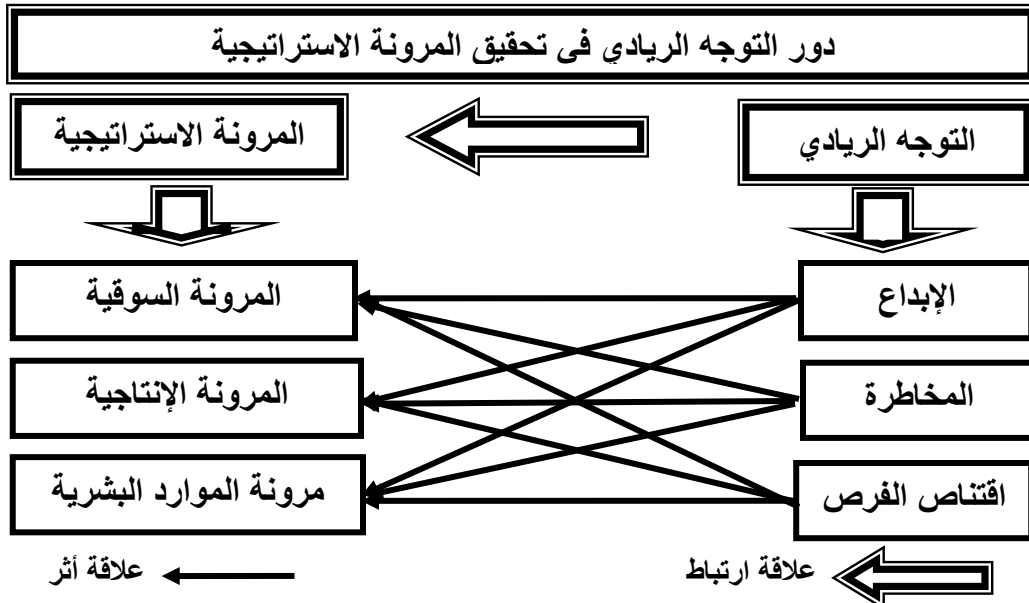 دور التوجه الريادي فى تحقيق المرونة الاستراتيجية
التوجه الريادي
المرونة الاستراتيجية
الإبداع
المرونة السوقية
المخاطرة
المرونة الإنتاجية
اقتناص الفرص
مرونة الموارد البشرية
علاقة ارتباط
علاقة أثر